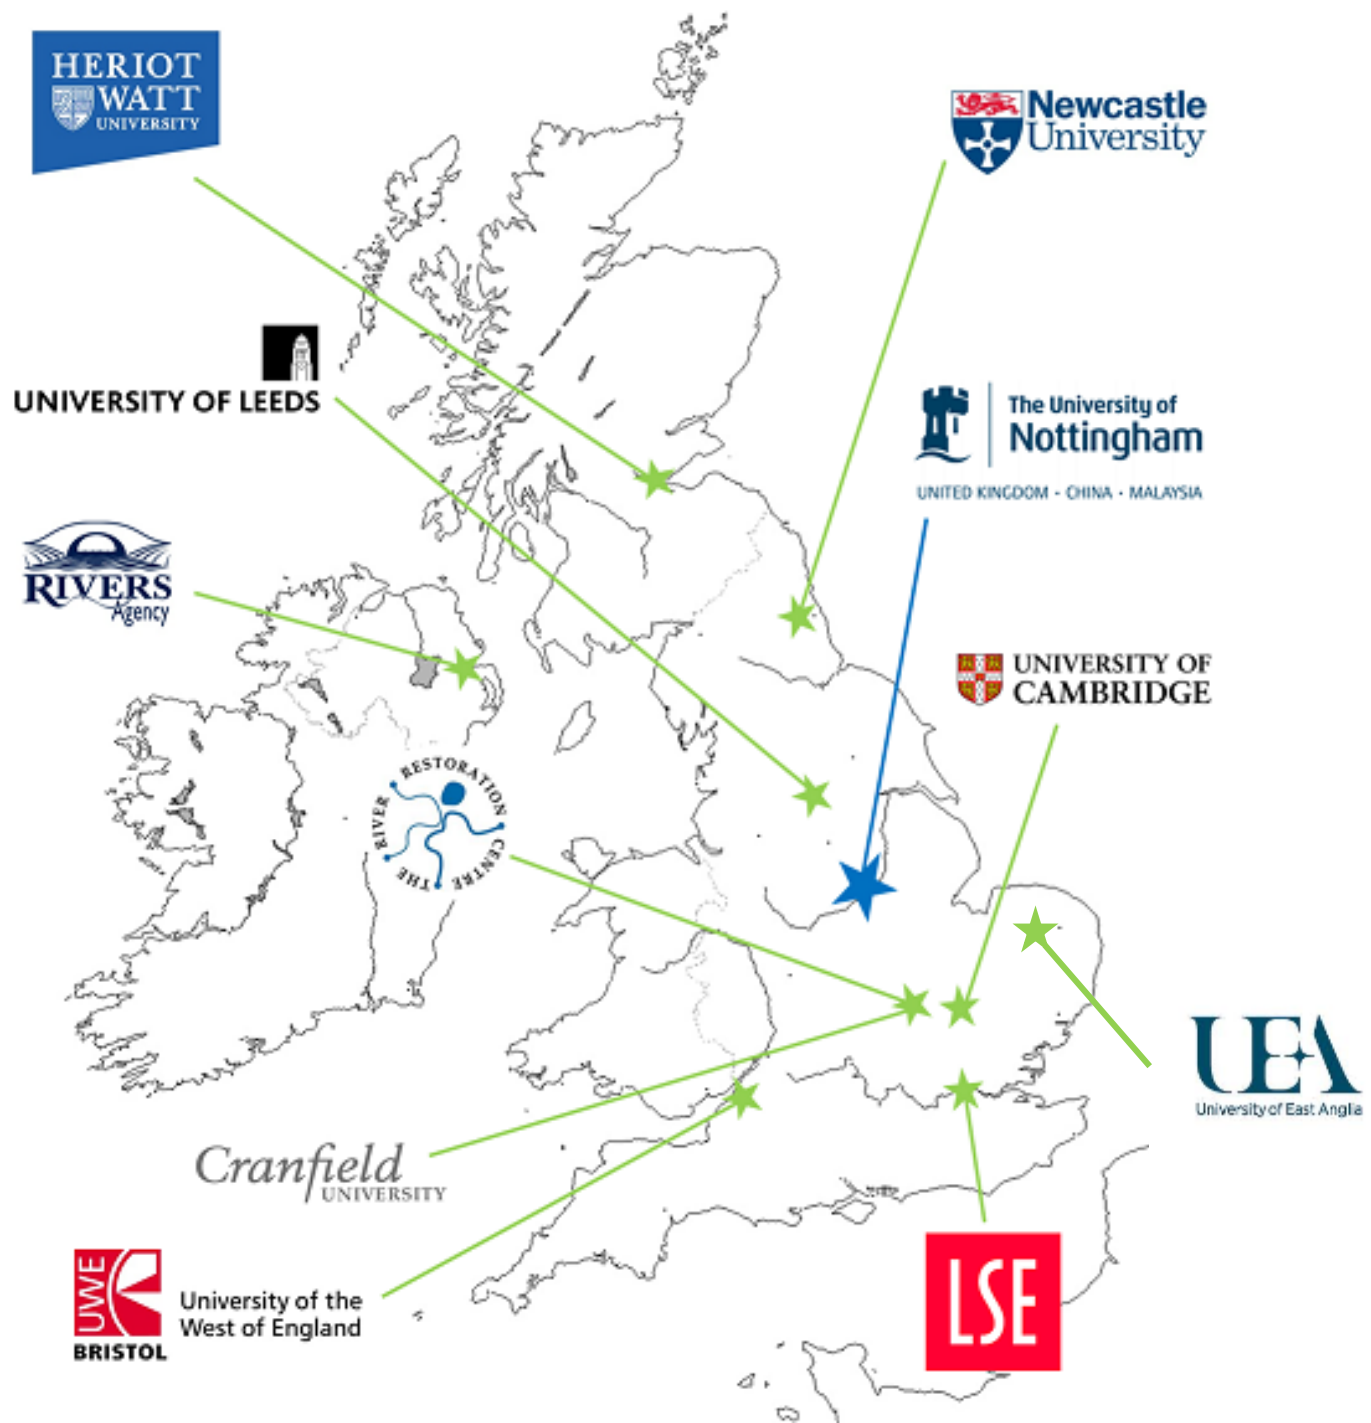 HERIOT
WATT
UNIVERSITY
Newcastle
University
UNIVERSITY OF LEEDS
The University of
Nottingham
UNITED KINGDOM · CHINA · MALAYSIA
RIVERS
Agency
UNIVERSITY OF
CAMBRIDGE
THE RIVER RESTORATION CENTRE
UEA
University of East Anglia
Cranfield
UNIVERSITY
UWE
BRISTOL
University of the
West of England
LSE